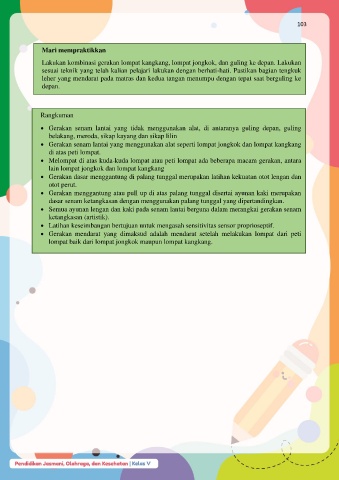 103
Mari mempraktikkan
Lakukan kombinasi gerakan lompat kangkang, lompat jongkok, dan guling ke depan. Lakukan
sesuai teknik yang telah kalian pelajari lakukan dengan berhati-hati. Pastikan bagian tengkuk
leher yang mendarat pada matras dan kedua tangan menumpu dengan tepat saat berguling ke
depan.
Rangkuman
• Gerakan senam lantai yang tidak menggunakan alat, di antaranya guling depan, guling
belakang, meroda, sikap kayang dan sikap lilin
• Gerakan senam lantai yang menggunakan alat seperti lompat jongkok dan lompat kangkang
di atas peti lompat.
• Melompat di atas kuda-kuda lompat atau peti lompat ada beberapa macam gerakan, antara
lain lompat jongkok dan lompat kangkang
• Gerakan dasar menggantung di palang tunggal merupakan latihan kekuatan otot lengan dan
otot perut.
• Gerakan menggantung atau pull up di atas palang tunggal disertai ayunan kaki merupakan
dasar senam ketangkasan dengan menggunakan palang tunggal yang dipertandingkan.
• Semua ayunan lengan dan kaki pada senam lantai berguna dalam merangkai gerakan senam
ketangkasan (artistik).
• Latihan keseimbangan bertujuan untuk mengasah sensitivitas sensor proprioseptif.
• Gerakan mendarat yang dimaksud adalah mendarat setelah melakukan lompat dari peti
lompat baik dari lompat jongkok maupun lompat kangkang.
Pendidikan Jasmani, Olahraga, dan Kesehatan | Kelas V